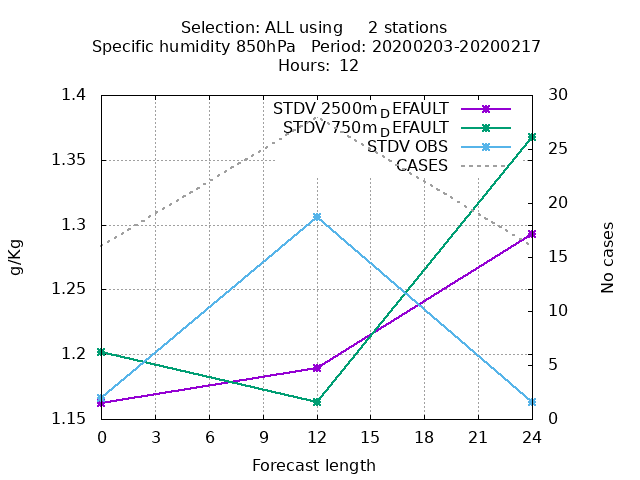 Selection: ALL using     2 stations
Specific humidity 850hPa   Period: 20200203-20200217
Hours: 12
STDV 2500m_DEFAULT
STDV 750m_DEFAULT
STDV OBS
CASES
1.4
1.35
1.3
1.25
1.2
1.15
g/Kg
30
25
20
15
10
5
0
No cases
0 3 6 9 12 15 18 21 24
Forecast length